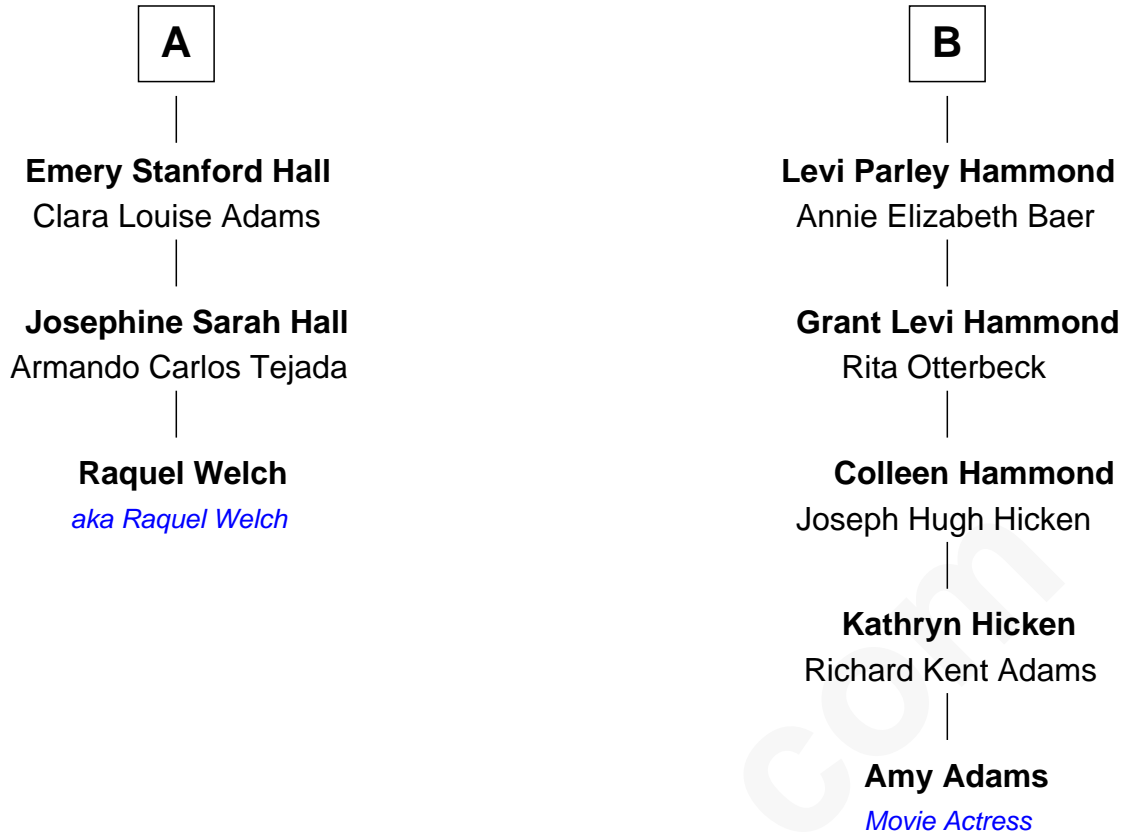 A
Emery Stanford Hall
Clara Louise Adams
Josephine Sarah Hall
Armando Carlos Tejada
Raquel Welch
aka Raquel Welch
B
Levi Parley Hammond
Annie Elizabeth Baer
Grant Levi Hammond
Rita Otterbeck
Colleen Hammond
Joseph Hugh Hicken
Kathryn Hicken
Richard Kent Adams
Amy Adams
Movie Actress
com